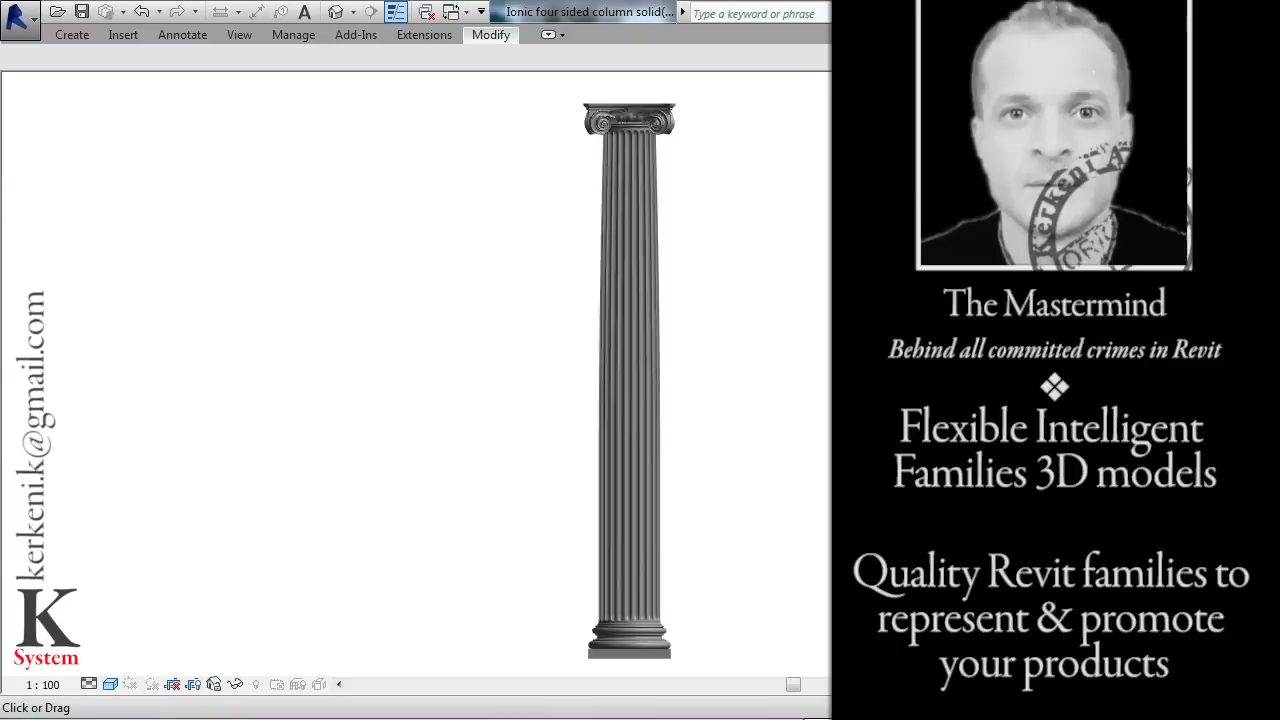 Ionic four sided column solid(...
Type a keyword or phrase
Create Insert Annotate View Manage Add-Ins Extensions Modify
kerkeni.k@gmail.com
K
System
1 : 100
Click or Drag
Kerkeni A
The Mastermind
Behind all committed crimes in Revit
Flexible Intelligent
Families 3D models
Quality Revit families to
represent & promote
your products